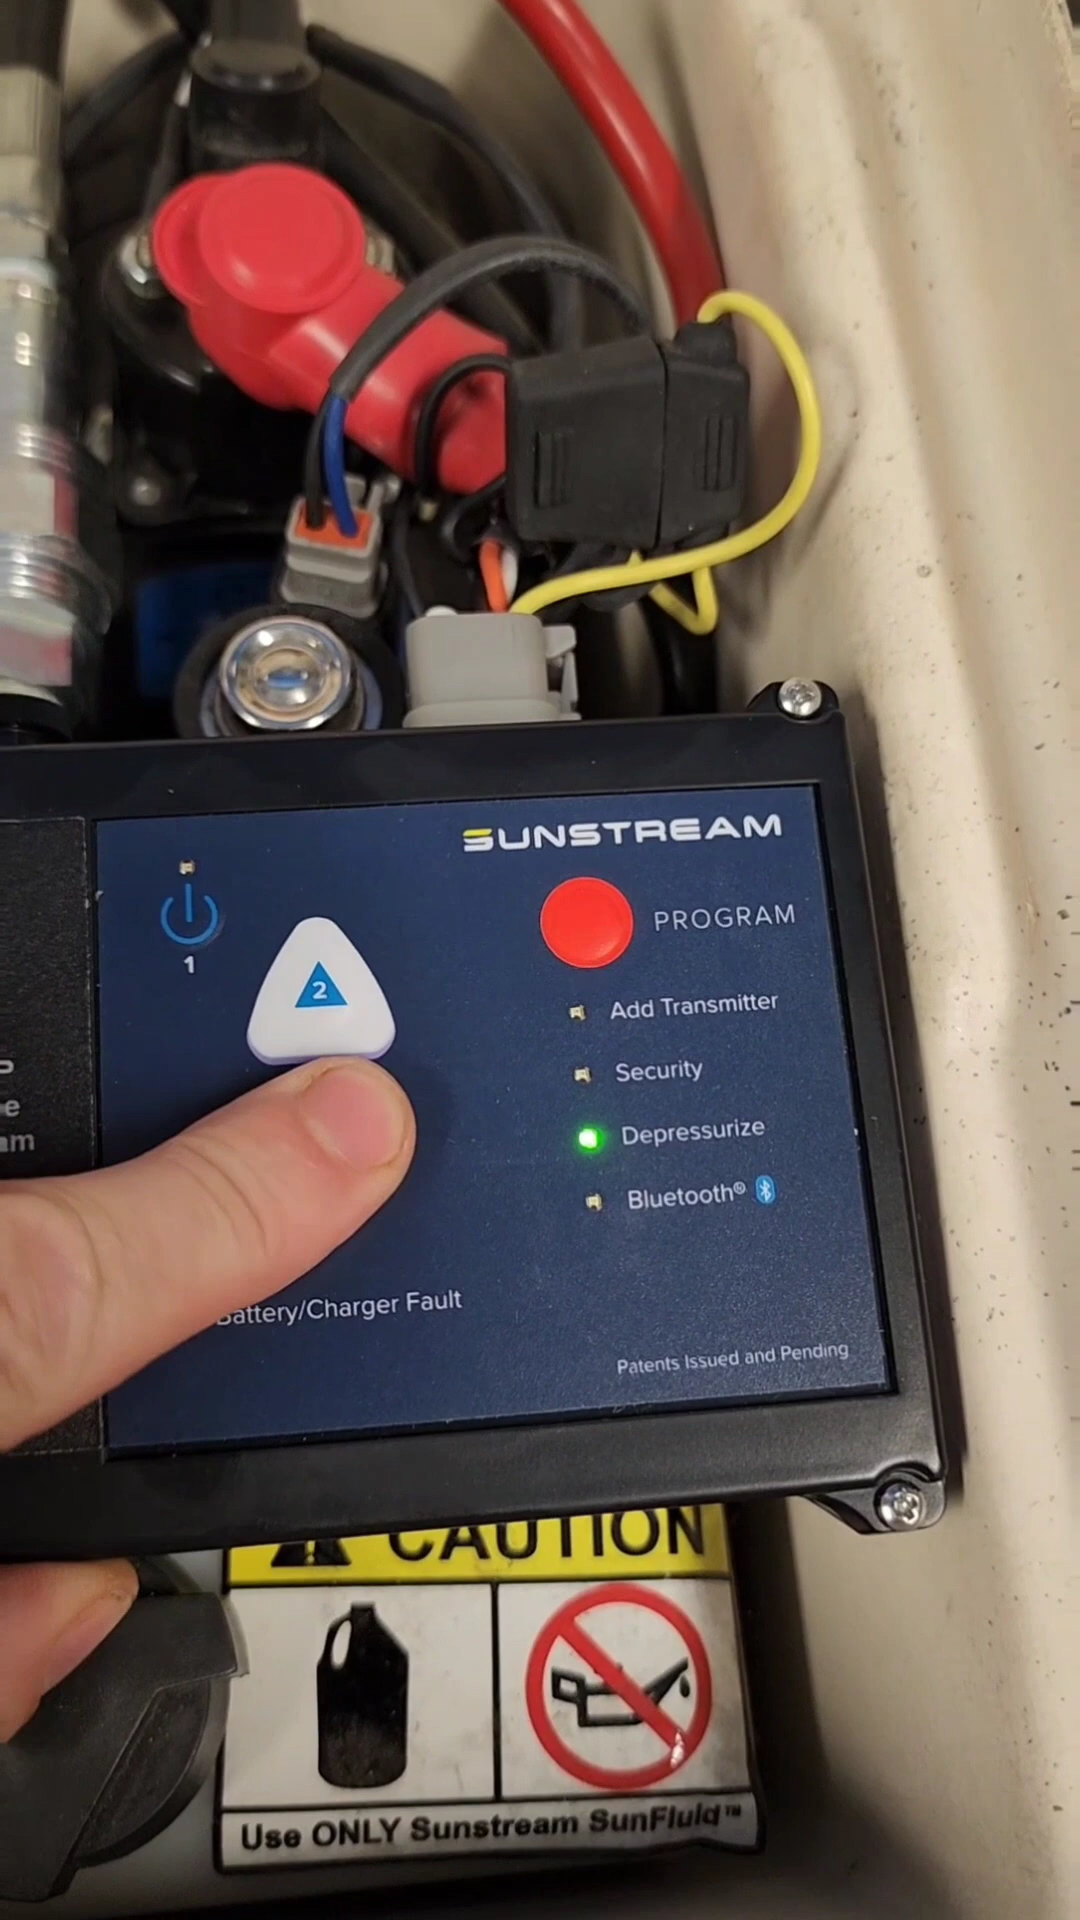 SUNSTREAM
PROGRAM
1
2
Add Transmitter
Security
Depressurize
Bluetooth®
Battery/Charger Fault
Patents Issued and Pending
CAUTION
Use ONLY Sunstream SunFluid™